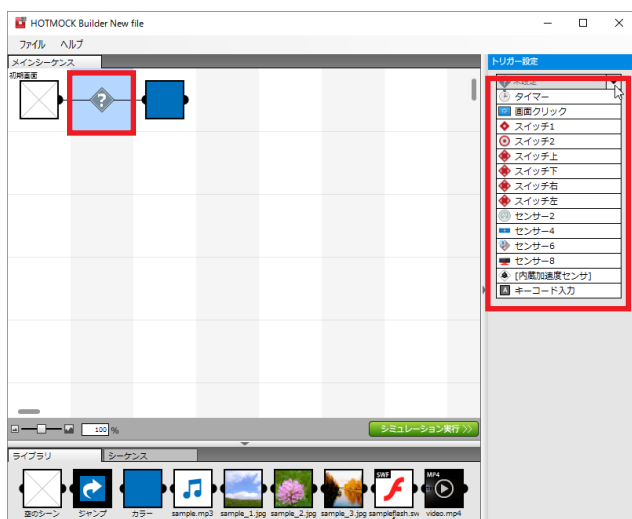 HOTMOCK Builder New file
ファイル ヘルプ
メインシーケンス
トリガー設定
初期画面
未設定
タイマー
画面クリック
スイッチ1
スイッチ2
スイッチ上
スイッチ下
スイッチ右
スイッチ左
センサー2
センサー4
センサー6
センサー8
[内蔵加速度センサ]
キーコード入力
100 %
シミュレーション実行 >>
ライブラリ シーケンス
SWF MP4
空のシーン ジャンプ カラー sample.mp3 sample_1.jpg sample_2.jpg sample_3.jpg sampleflash.sw video.mp4